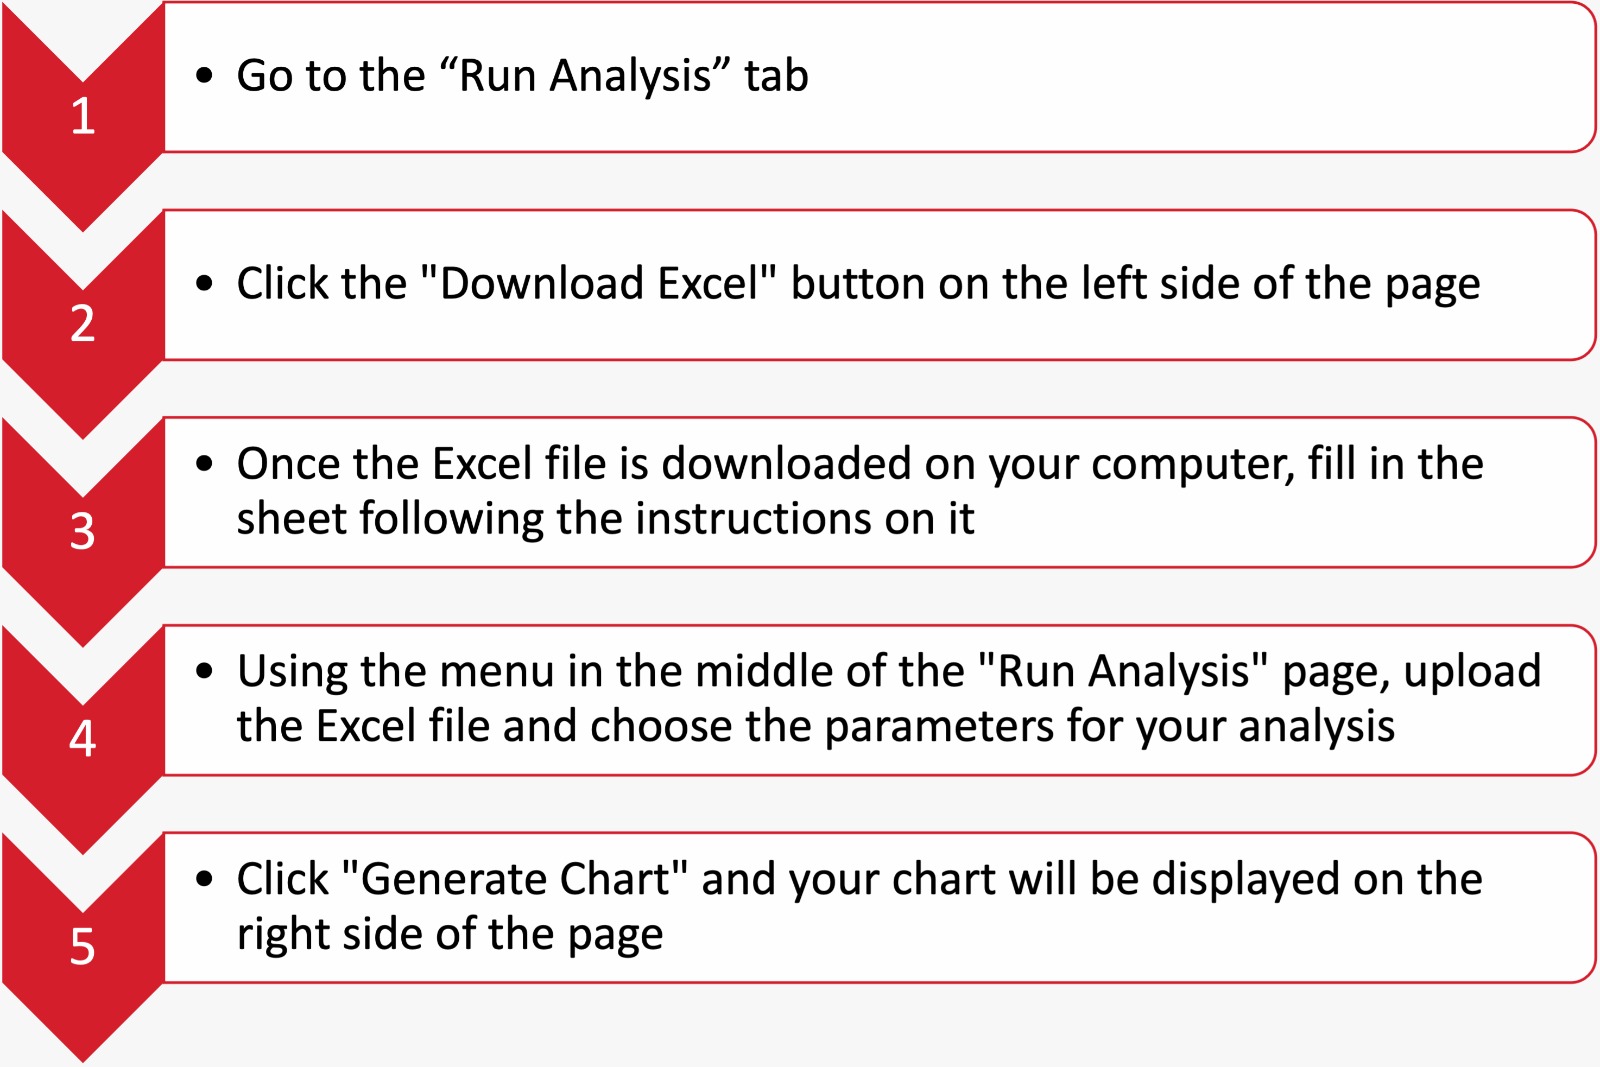 1
• Go to the “Run Analysis” tab
2
• Click the "Download Excel" button on the left side of the page
3
• Once the Excel file is downloaded on your computer, fill in the
sheet following the instructions on it
4
• Using the menu in the middle of the "Run Analysis" page, upload
the Excel file and choose the parameters for your analysis
5
• Click "Generate Chart" and your chart will be displayed on the
right side of the page